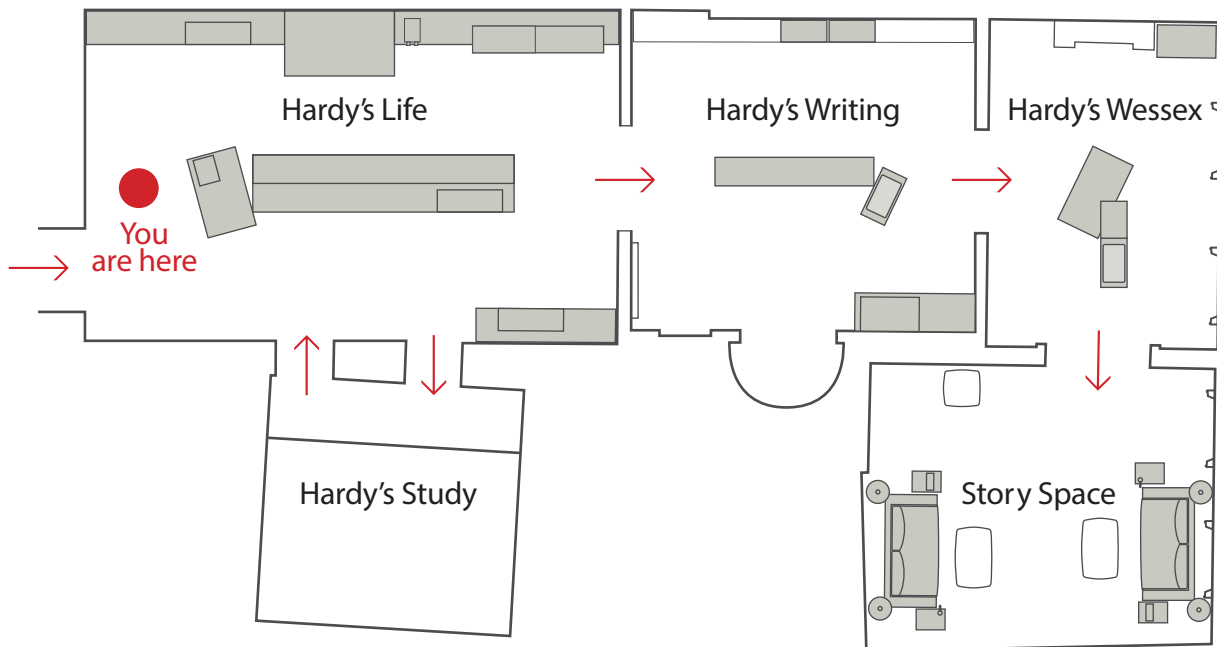 Hardy’s Life
Hardy’s Writing
Hardy’s Wessex
You
are here
Hardy’s Study
Story Space